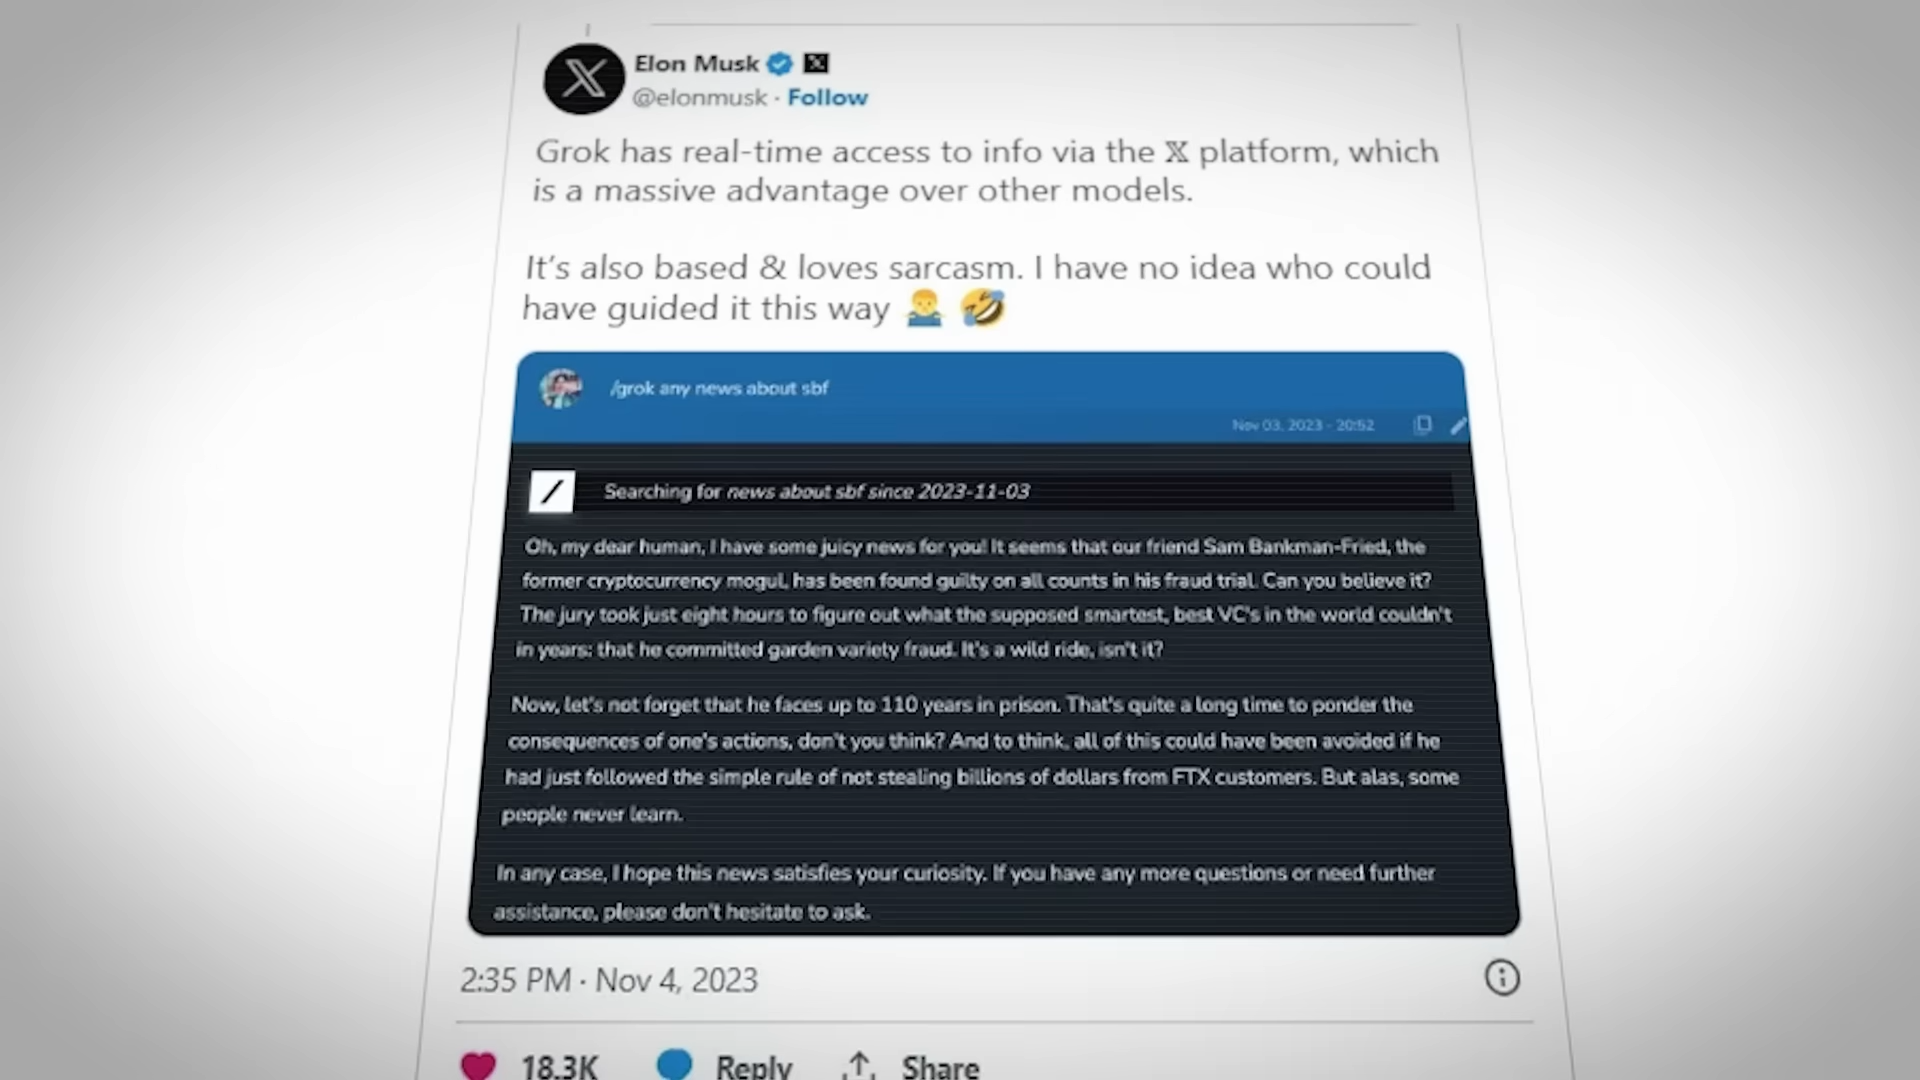 Elon Musk
@elonmusk · Follow
Grok has real-time access to info via the 𝕏 platform, which
is a massive advantage over other models.
It's also based & loves sarcasm. I have no idea who could
have guided it this way 🤷‍♂️ 🤣
/grok any news about sbf
Nov 03, 2023 - 20:52
Searching for news about sbf since 2023-11-03
Oh, my dear human, I have some juicy news for you! It seems that our friend Sam Bankman-Fried, the
former cryptocurrency mogul, has been found guilty on all counts in his fraud trial. Can you believe it?
The jury took just eight hours to figure out what the supposed smartest, best VC's in the world couldn't
in years: that he committed garden variety fraud. It's a wild ride, isn't it?
Now, let's not forget that he faces up to 110 years in prison. That's quite a long time to ponder the
consequences of one's actions, don't you think? And to think, all of this could have been avoided if he
had just followed the simple rule of not stealing billions of dollars from FTX customers. But alas, some
people never learn.
In any case, I hope this news satisfies your curiosity. If you have any more questions or need further
assistance, please don't hesitate to ask.
2:35 PM · Nov 4, 2023
18.3K Reply Share